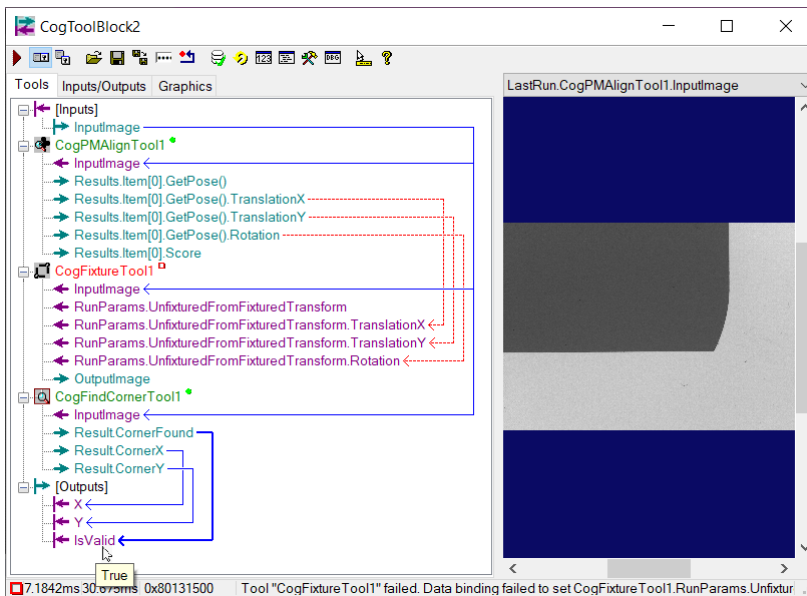 CogToolBlock2
Tools Inputs/Outputs Graphics
LastRun.CogPMAlignTool1.InputImage
[Inputs]
InputImage
CogPMAlignTool1
InputImage
Results.Item[0].GetPose()
Results.Item[0].GetPose().TranslationX
Results.Item[0].GetPose().TranslationY
Results.Item[0].GetPose().Rotation
Results.Item[0].Score
CogFixtureTool1
InputImage
RunParams.UnfixturedFromFixturedTransform
RunParams.UnfixturedFromFixturedTransform.TranslationX
RunParams.UnfixturedFromFixturedTransform.TranslationY
RunParams.UnfixturedFromFixturedTransform.Rotation
OutputImage
CogFindCornerTool1
InputImage
Result.CornerFound
Result.CornerX
Result.CornerY
[Outputs]
X
Y
IsValid
True
7.1842ms 30.675ms 0x80131500 Tool "CogFixtureTool1" failed. Data binding failed to set CogFixtureTool1.RunParams.Unfixtur